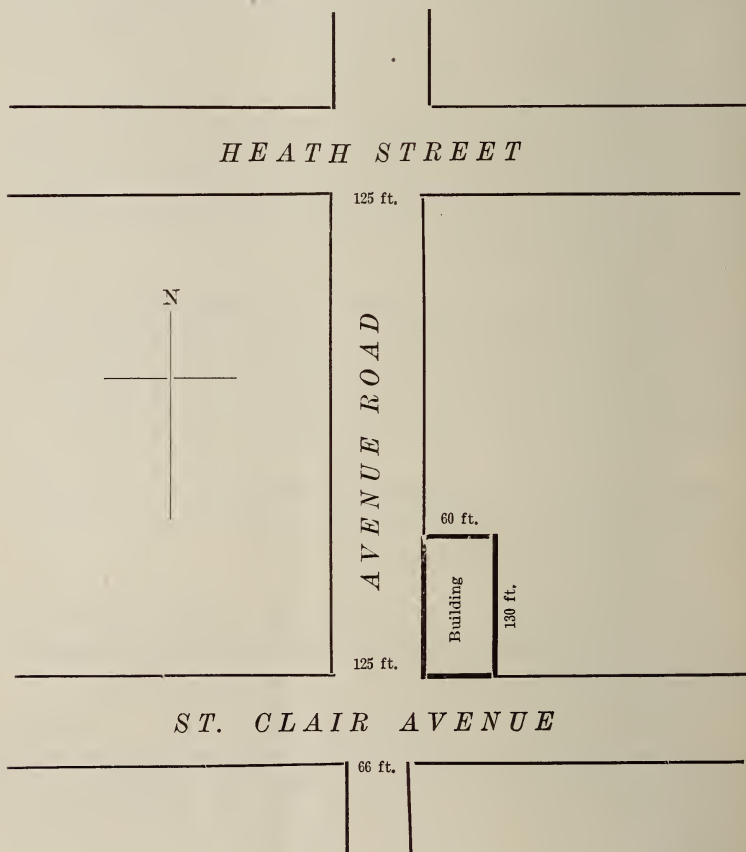 HEATH STREET
125 ft.
N
AVENUE ROAD
60 ft.
Building
130 ft.
125 ft.
ST. CLAIR AVENUE
66 ft.